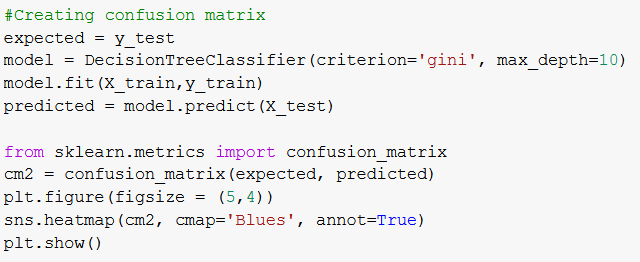 #Creating confusion matrix
expected = y_test
model = DecisionTreeClassifier(criterion='gini', max_depth=10)
model.fit(X_train,y_train)
predicted = model.predict(X_test)

from sklearn.metrics import confusion_matrix
cm2 = confusion_matrix(expected, predicted)
plt.figure(figsize = (5,4))
sns.heatmap(cm2, cmap='Blues', annot=True)
plt.show()